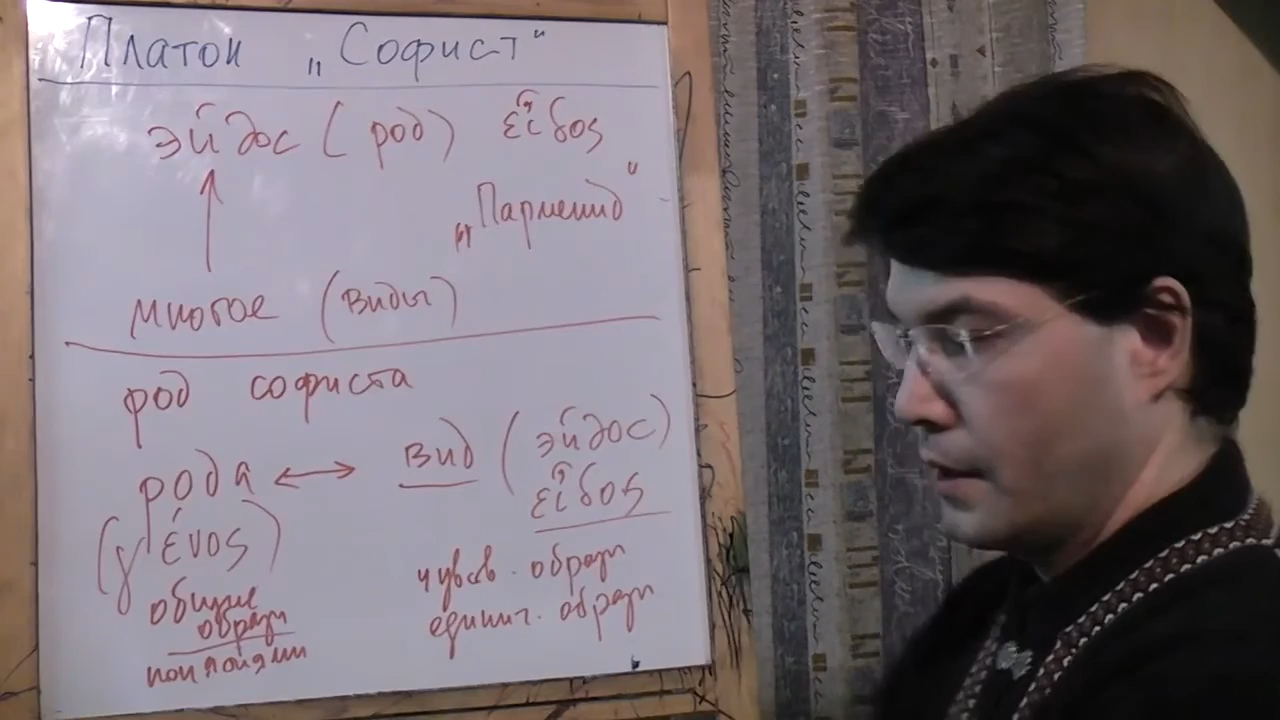 Платон „Софист“
эйдос (род) εἶδος
„Парменид“
многое (виды)
род софиста
рода ↔ вид (эйдос)
εἶδος
(γένος)
общие
образы
чувств. образы
единич. образы